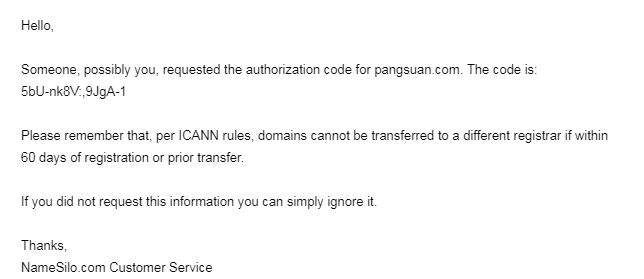 Hello,
Someone, possibly you, requested the authorization code for pangsuan.com. The code is:
5bU-nk8V:,9JgA-1
Please remember that, per ICANN rules, domains cannot be transferred to a different registrar if within
60 days of registration or prior transfer.
If you did not request this information you can simply ignore it.
Thanks,
NameSilo.com Customer Service